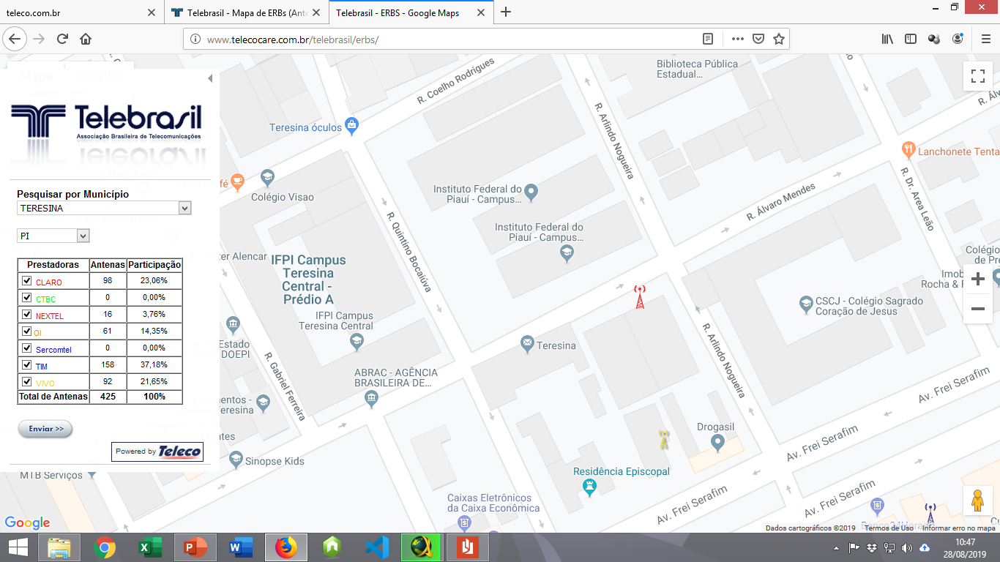 teleco.com.br
Telebrasil - Mapa de ERBs (Ante
Telebrasil - ERBS - Google Maps
www.telecocare.com.br/telebrasil/erbs/
Mapa
Telebrasil
Associação Brasileira de Telecomunicações
Pesquisar por Município
TERESINA
PI
Prestadoras Antenas Participação
CLARO 98 23,06%
CTBC 0 0,00%
NEXTEL 16 3,76%
OI 61 14,35%
Sercomtel 0 0,00%
TIM 158 37,18%
VIVO 92 21,65%
Total de Antenas 425 100%
Enviar >>
Powered by Teleco
MTB Serviços
Google
R. Coelho Rodrigues
Biblioteca Pública
Estadual...
R. Arlindo Nogueira
Teresina óculos
Lanchonete Tenta
Colégio Visao
Instituto Federal do
Piauí - Campus...
R. Álvaro Mendes
R. Dr. Area Leão
R. Quintino Bocaiúva
Instituto Federal do
Piauí - Campus...
Alencar
IFPI Campus
Teresina
Central -
Prédio A
Colégio
de Pre
Imob
Rocha & F
IFPI Campus
Teresina Central
CSCJ - Colégio Sagrado
Coração de Jesus
Estado
DOEPI
Teresina
R. Arlindo Nogueira
R. Gabriel Ferreira
ABRAC - AGÊNCIA
BRASILEIRA DE...
Av. Frei Serafim
Drogasil
Av. Frei Serafim
Sinopse Kids
Residência Episcopal
Av. Frei Serafim
Av. Frei Serafim
Caixas Eletrônicos
da Caixa Econômica
Dados cartográficos ©2019 Termos de Uso Informar erro no mapa
10:47
28/08/2019